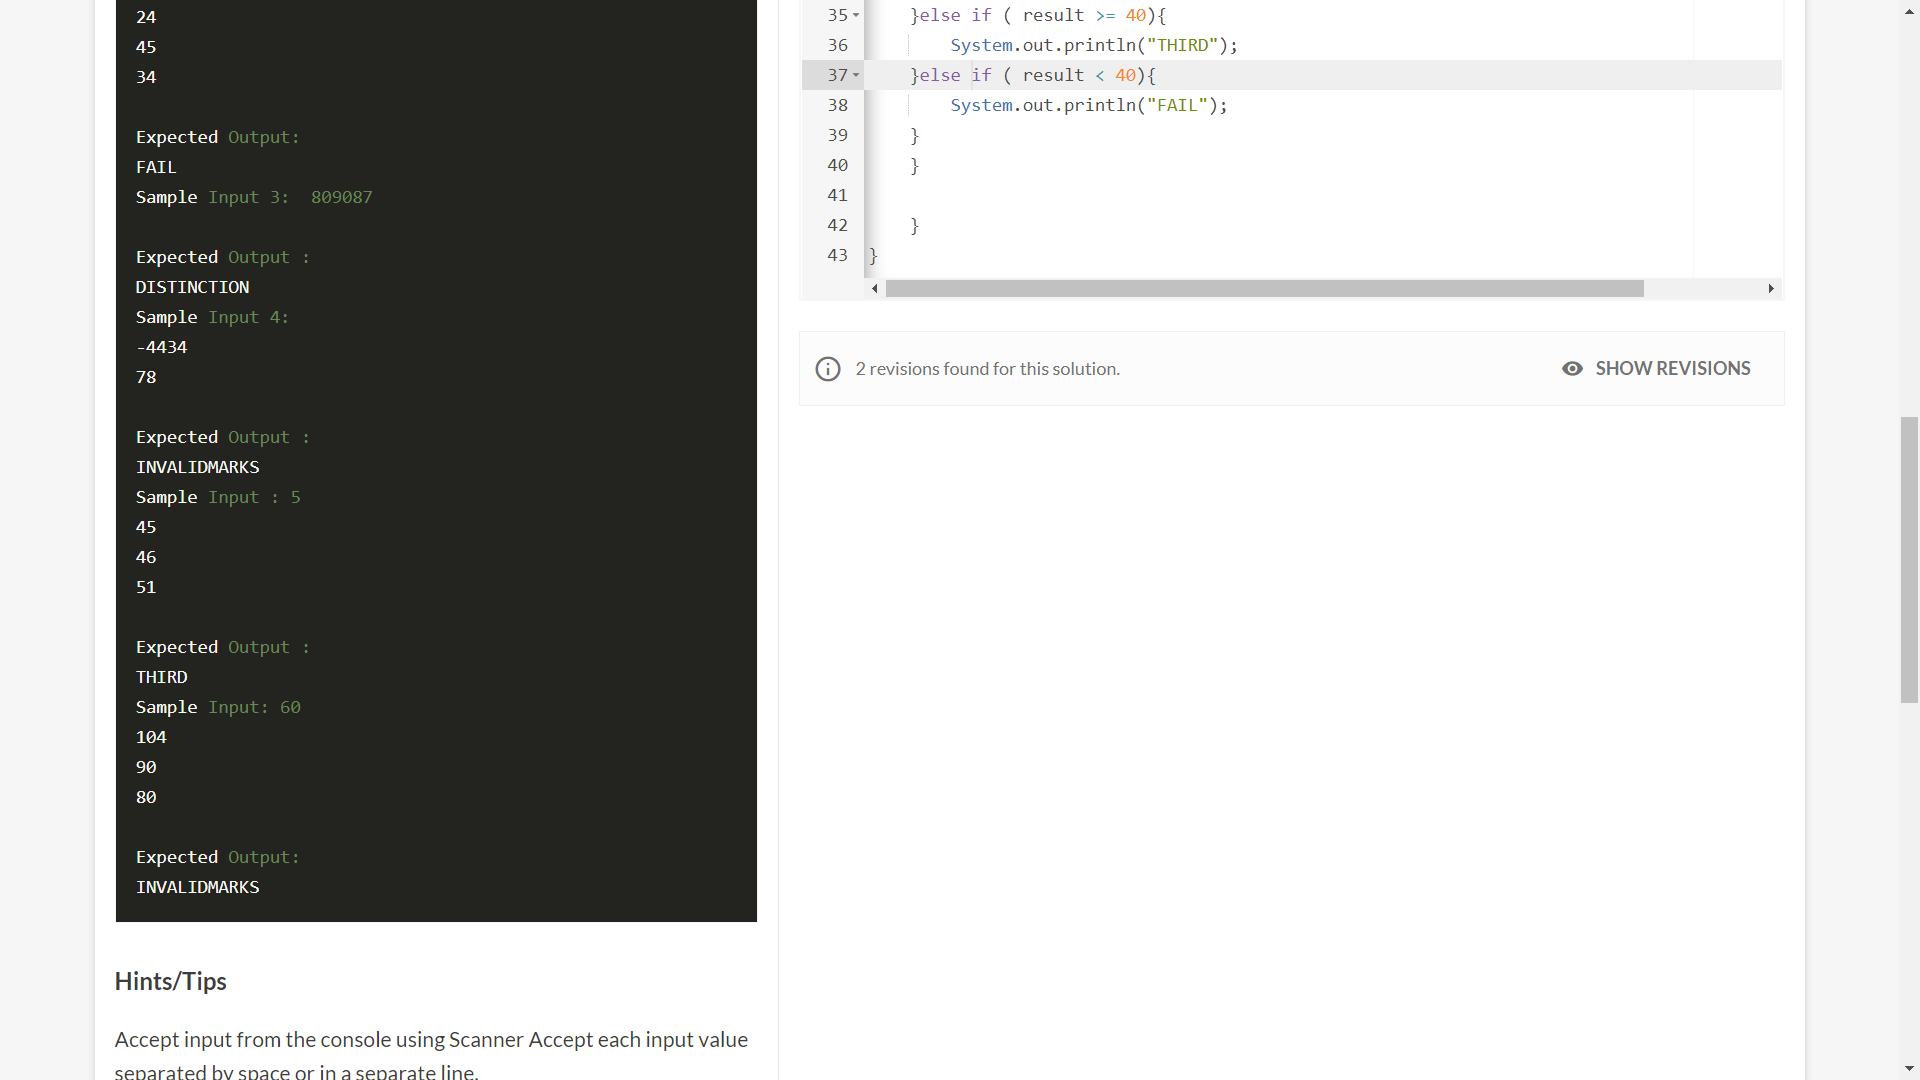 24
45
34
Expected Output:
FAIL
Sample Input 3:  809087
Expected Output :
DISTINCTION
Sample Input 4:
-4434
78
Expected Output :
INVALIDMARKS
Sample Input : 5
45
46
51
Expected Output :
THIRD
Sample Input: 60
104
90
80
Expected Output:
INVALIDMARKS
Hints/Tips
Accept input from the console using Scanner Accept each input value
separated by space or in a separate line.
35 }else if ( result >= 40){
36 System.out.println("THIRD");
37 }else if ( result < 40){
38 System.out.println("FAIL");
39 }
40 }
41
42 }
43 }
2 revisions found for this solution.
SHOW REVISIONS